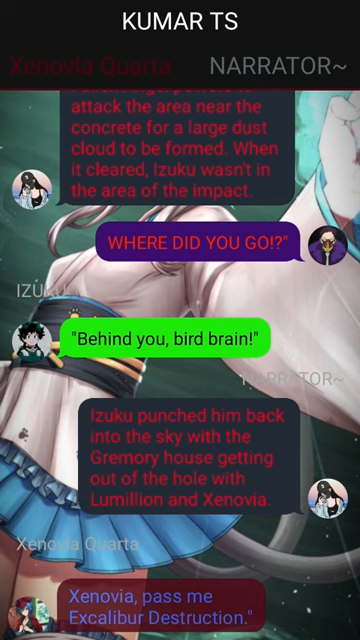 KUMAR TS
Xenovia Quarta
NARRATOR~
attack the area near the
concrete for a large dust
cloud to be formed. When
it cleared, Izuku wasn't in
the area of the impact.
WHERE DID YOU GO!?"
IZUKU
"Behind you, bird brain!"
NARRATOR~
Izuku punched him back
into the sky with the
Gremory house getting
out of the hole with
Lumillion and Xenovia.
Xenovia Quarta
Xenovia, pass me
Excalibur Destruction."